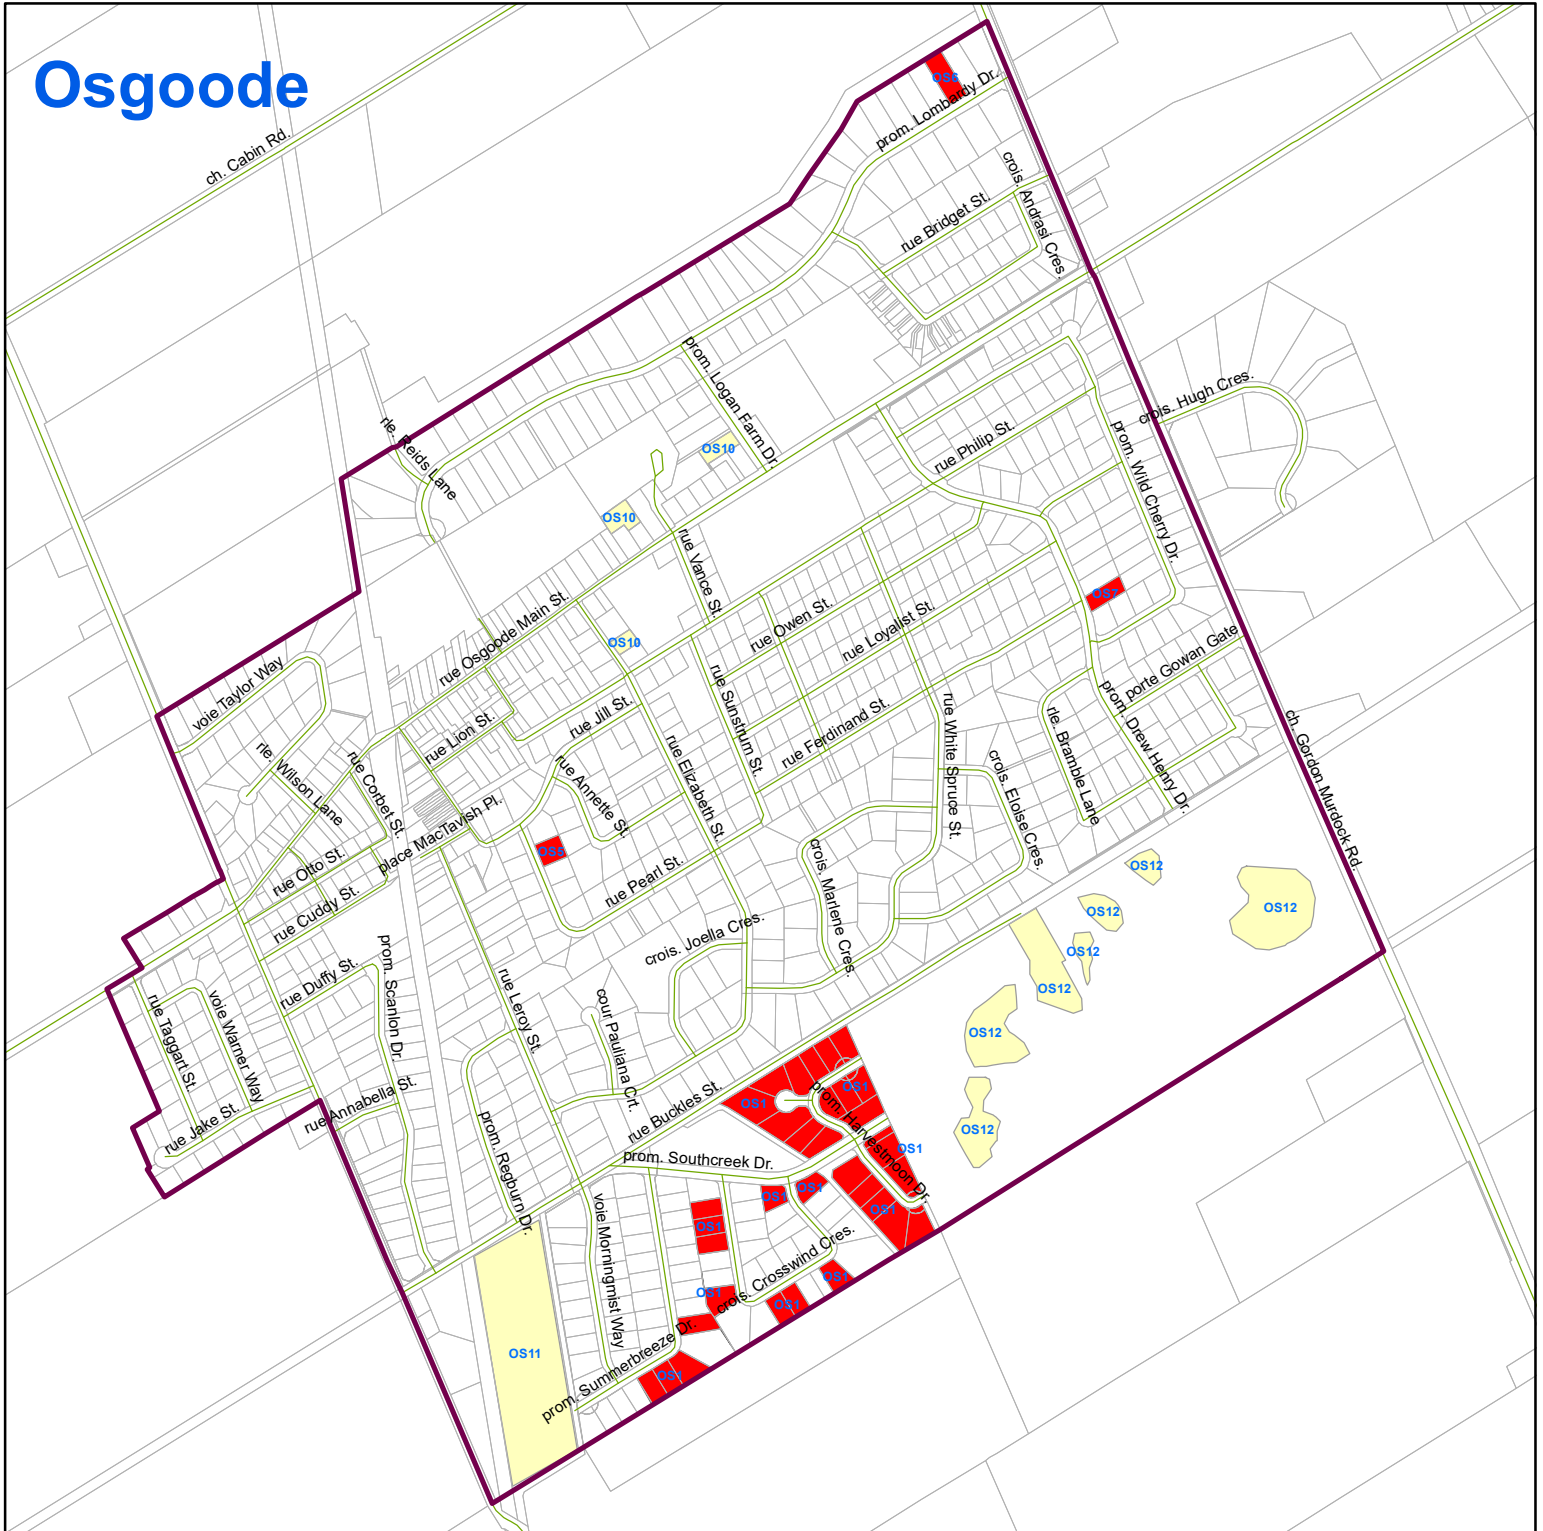 Osgoode
OS6
prom. Lombardy Dr.
ch. Cabin Rd.
crois. Andrasi Cres.
rue Bridget St.
prom. Logan Farm Dr.
crois. Hugh Cres.
rle. Reids Lane
OS10
rue Philip St.
prom. Wild Cherry Dr.
OS10
rue Vance St.
OS7
rue Osgoode Main St.
rue Owen St.
rue Loyalist St.
OS10
porte Gowan Gate
voie Taylor Way
rue Sunstrum St.
rue Jill St.
rue Lion St.
prom. Drew Henry Dr.
rue White Spruce St.
rle. Bramble Lane
ch. Gordon Murdock Rd.
rue Ferdinand St.
rue Elizabeth St.
rle. Wilson Lane
rue Corbet St.
rue Annette St.
crois. Eloise Cres.
place MacTavish Pl.
OS5
crois. Marlene Cres.
rue Otto St.
rue Pearl St.
OS12
rue Cuddy St.
OS12
OS12
crois. Joella Cres.
prom. Scanlon Dr.
OS12
rue Duffy St.
rue Leroy St.
OS12
voie Warner Way
rue Taggart St.
cour Pauliana Crt.
OS12
rue Annabella St.
rue Buckles St.
OS1
OS1
prom. Harvestmoon Dr.
rue Jake St.
prom. Regburn Dr.
OS12
OS1
prom. Southcreek Dr.
OS1
OS1
voie Morningmist Way
OS1
OS1
crois. Crosswind Cres.
OS1
OS1
OS1
prom. Summerbreeze Dr.
OS11
OS1